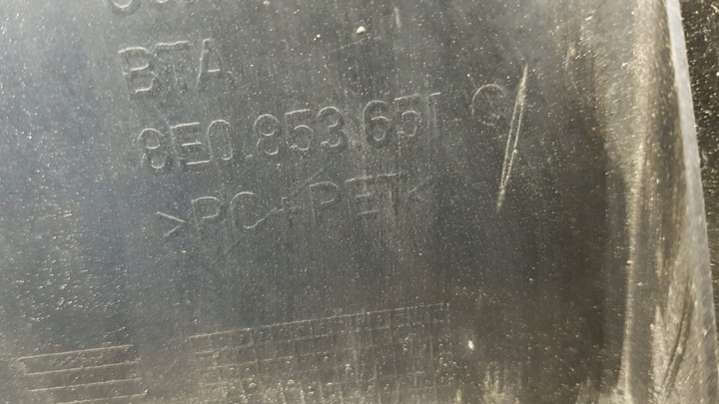 BTA
8E0.853.651 G
>PC+PET<